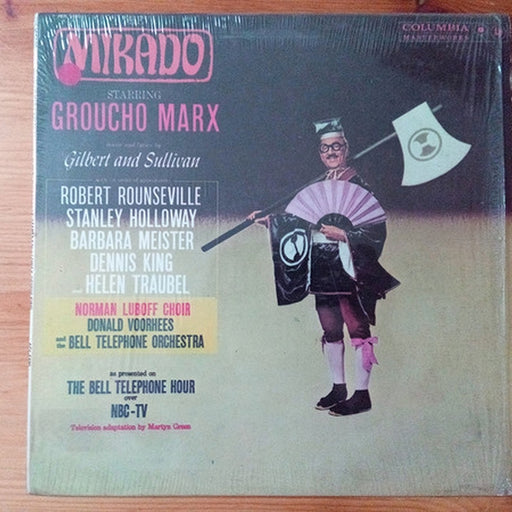 MIKADO
COLUMBIA
MASTERWORKS
STARRING
GROUCHO MARX
music and lyrics by
Gilbert and Sullivan
ROBERT ROUNSEVILLE
STANLEY HOLLOWAY
BARBARA MEISTER
DENNIS KING
and HELEN TRAUBEL
NORMAN LUBOFF CHOIR
DONALD VOORHEES
and the BELL TELEPHONE ORCHESTRA
as presented on
THE BELL TELEPHONE HOUR
over
NBC-TV
Television adaptation by Martyn Green